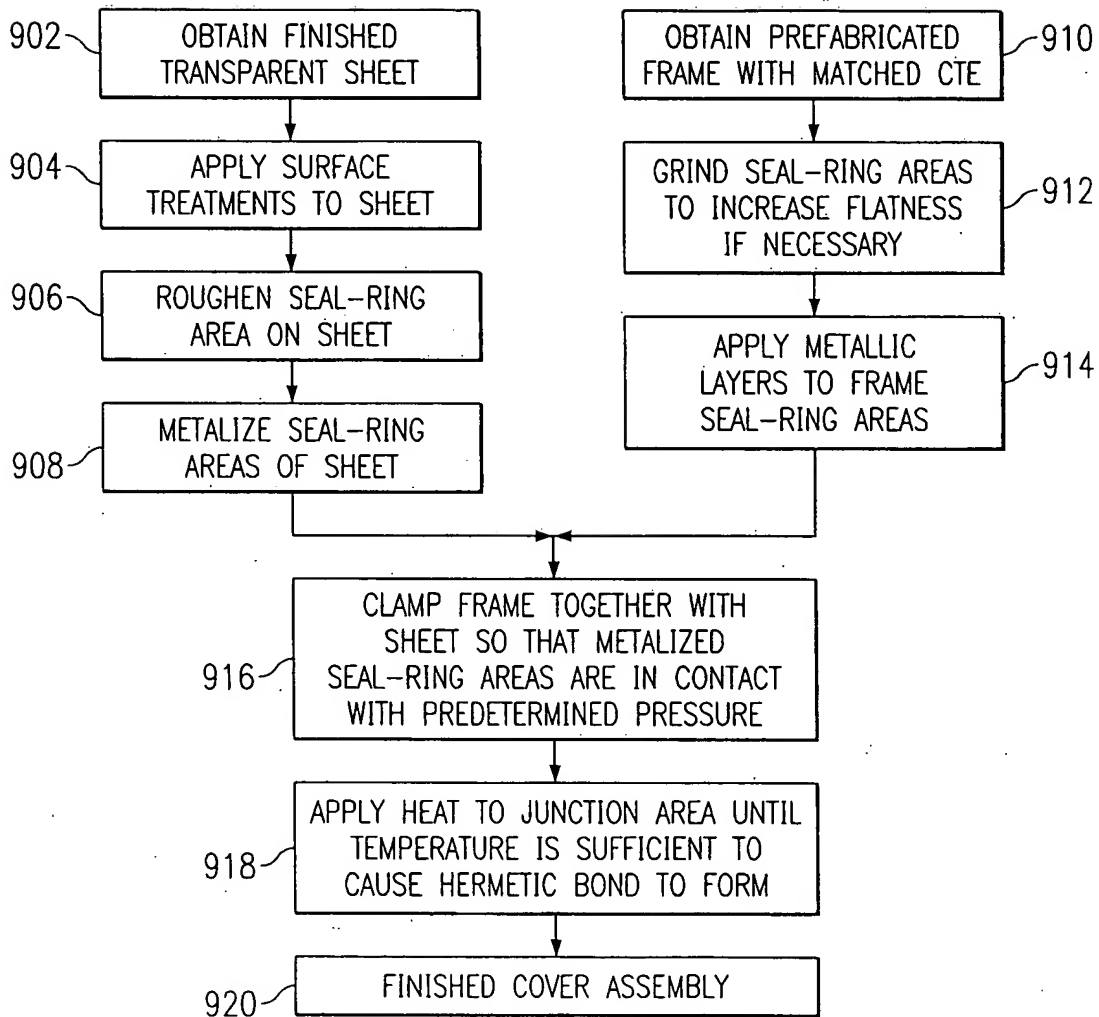 902
OBTAIN FINISHED
TRANSPARENT SHEET
904
APPLY SURFACE
TREATMENTS TO SHEET
906
ROUGHEN SEAL-RING
AREA ON SHEET
908
METALIZE SEAL-RING
AREAS OF SHEET
OBTAIN PREFABRICATED
FRAME WITH MATCHED CTE
910
GRIND SEAL-RING AREAS
TO INCREASE FLATNESS
IF NECESSARY
912
APPLY METALLIC
LAYERS TO FRAME
SEAL-RING AREAS
914
CLAMP FRAME TOGETHER WITH
SHEET SO THAT METALIZED
SEAL-RING AREAS ARE IN CONTACT
WITH PREDETERMINED PRESSURE
916
APPLY HEAT TO JUNCTION AREA UNTIL
TEMPERATURE IS SUFFICIENT TO
CAUSE HERMETIC BOND TO FORM
918
FINISHED COVER ASSEMBLY
920